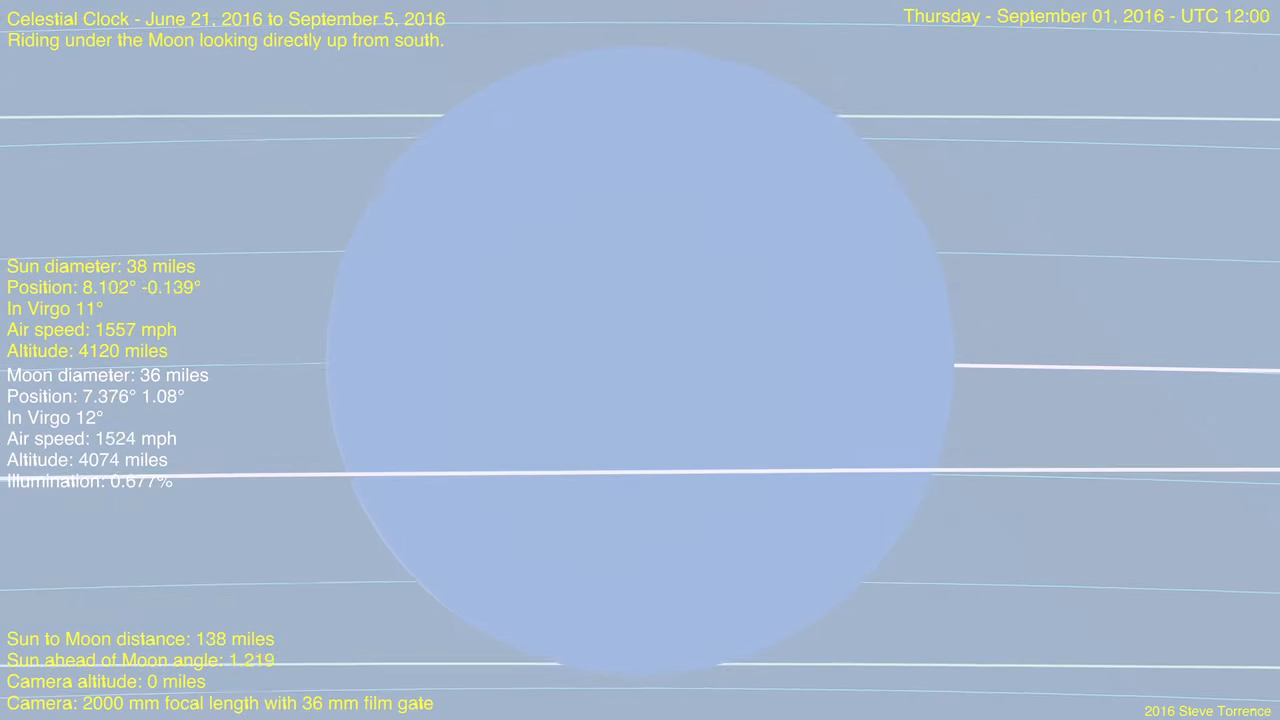 Celestial Clock - June 21, 2016 to September 5, 2016
Riding under the Moon looking directly up from south.
Thursday - September 01, 2016 - UTC 12:00
Sun diameter: 38 miles
Position: 8.102° -0.139°
In Virgo 11°
Air speed: 1557 mph
Altitude: 4120 miles
Moon diameter: 36 miles
Position: 7.376° 1.08°
In Virgo 12°
Air speed: 1524 mph
Altitude: 4074 miles
Illumination: 0.677%
Sun to Moon distance: 138 miles
Sun ahead of Moon angle: 1.219
Camera altitude: 0 miles
Camera: 2000 mm focal length with 36 mm film gate
2016 Steve Torrence